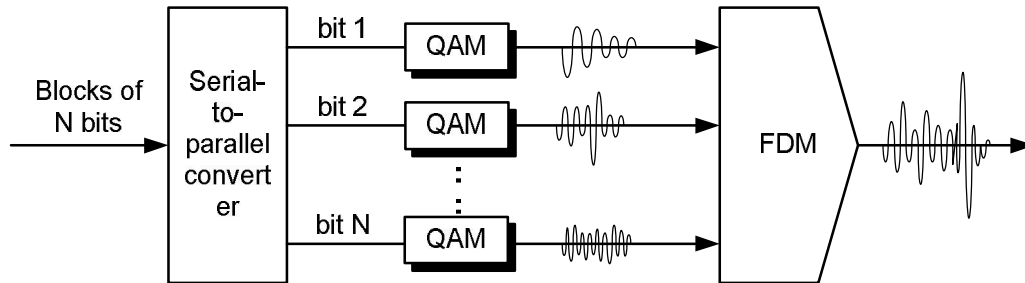 Blocks of
N bits
Serial-
to-
parallel
convert
er
bit 1
QAM
bit 2
QAM
bit N
QAM
FDM